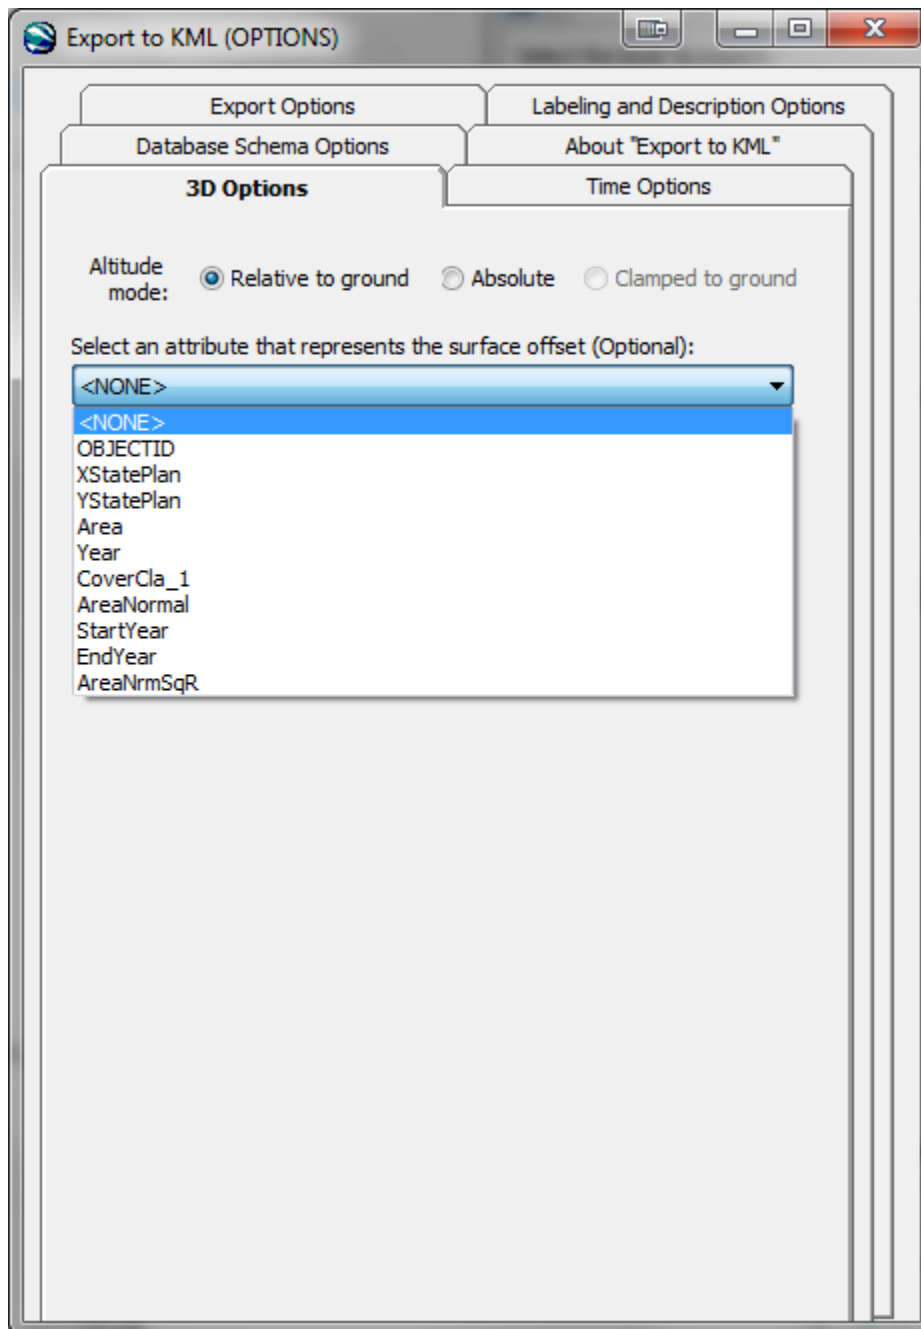 Export to KML (OPTIONS)
Export Options
Labeling and Description Options
Database Schema Options
About "Export to KML"
3D Options
Time Options
Altitude
mode:
Relative to ground
Absolute
Clamped to ground
Select an attribute that represents the surface offset (Optional):
<NONE>
<NONE>
OBJECTID
XStatePlan
YStatePlan
Area
Year
CoverCla_1
AreaNormal
StartYear
EndYear
AreaNrmSqR